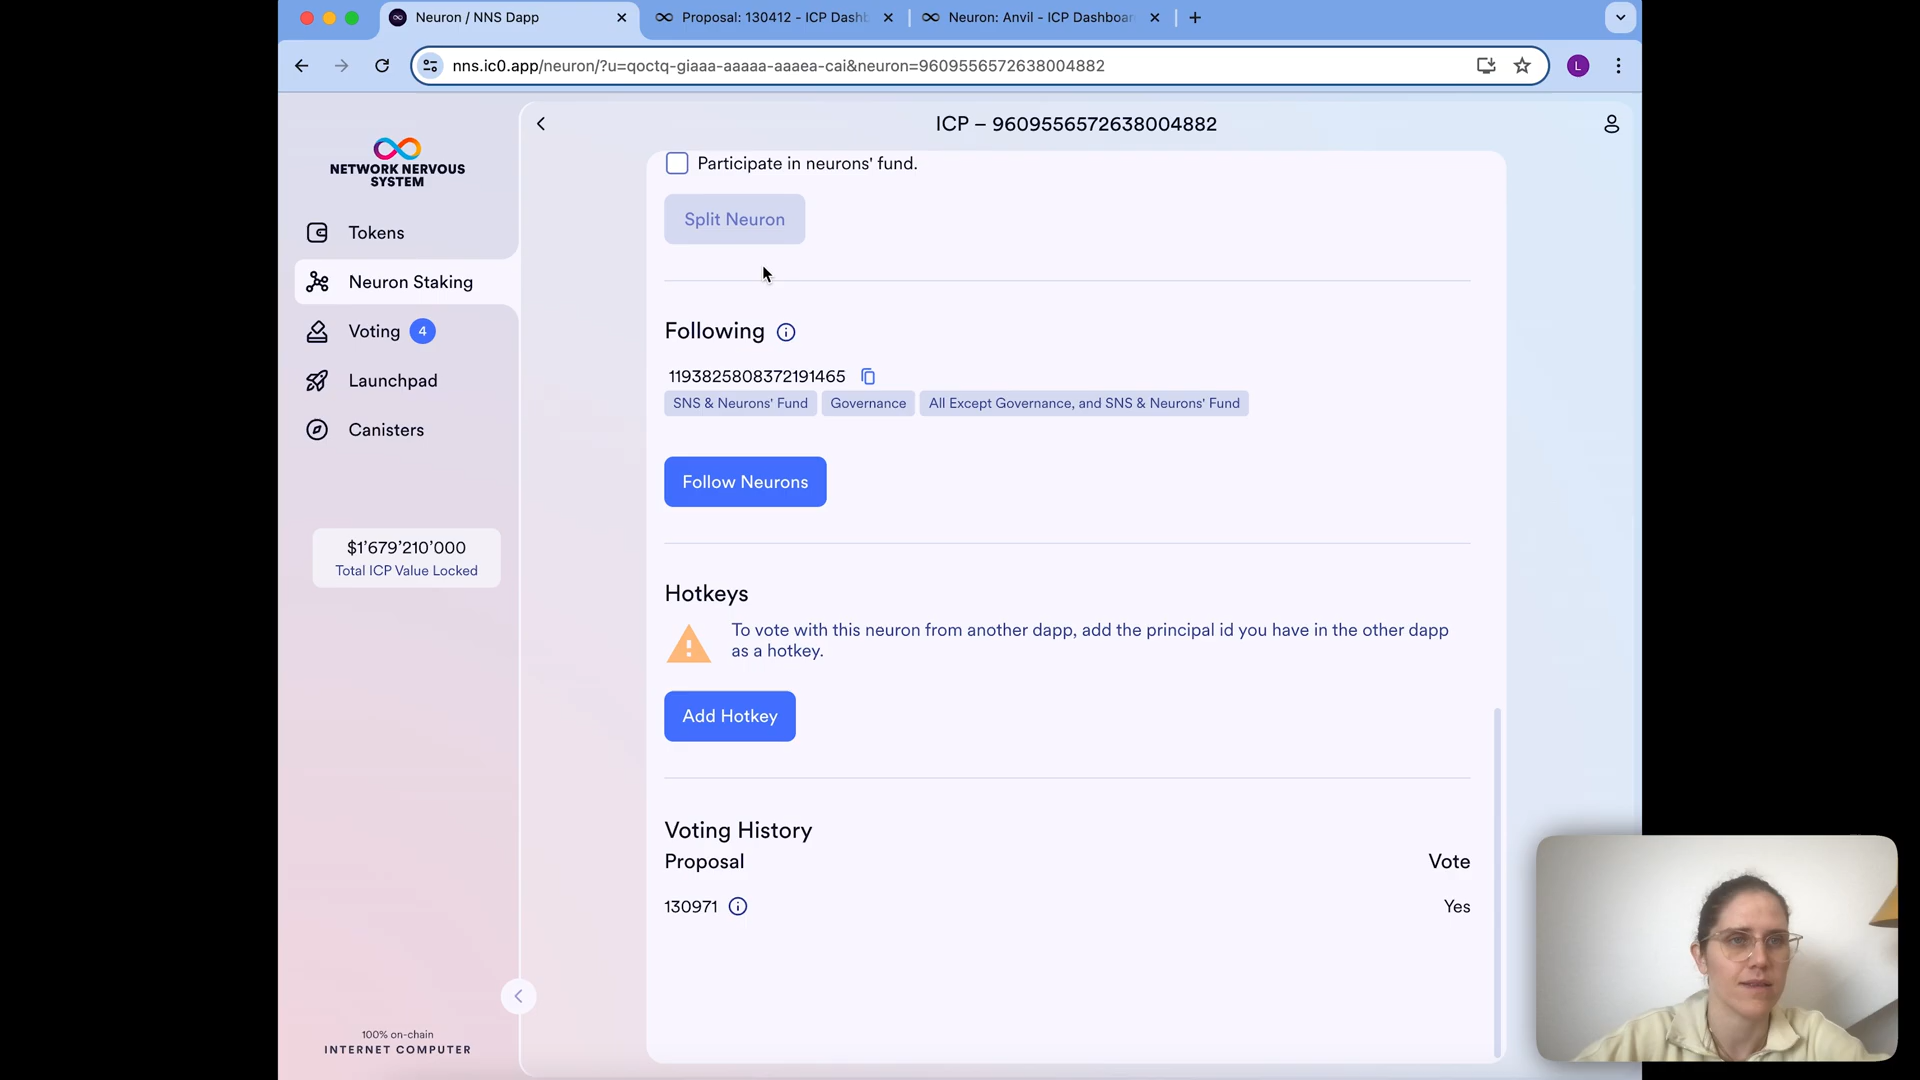 Neuron / NNS Dapp
Proposal: 130412 - ICP Dashb
Neuron: Anvil - ICP Dashboar
nns.ic0.app/neuron/?u=qoctq-giaaa-aaaaa-aaaea-cai&neuron=9609556572638004882
L
NETWORK NERVOUS
SYSTEM
Tokens
Neuron Staking
Voting 4
Launchpad
Canisters
$1’679’210’000
Total ICP Value Locked
100% on-chain
INTERNET COMPUTER
ICP – 9609556572638004882
Participate in neurons' fund.
Split Neuron
Following
1193825808372191465
SNS & Neurons' Fund Governance All Except Governance, and SNS & Neurons' Fund
Follow Neurons
Hotkeys
To vote with this neuron from another dapp, add the principal id you have in the other dapp
as a hotkey.
Add Hotkey
Voting History
Proposal Vote
130971 Yes